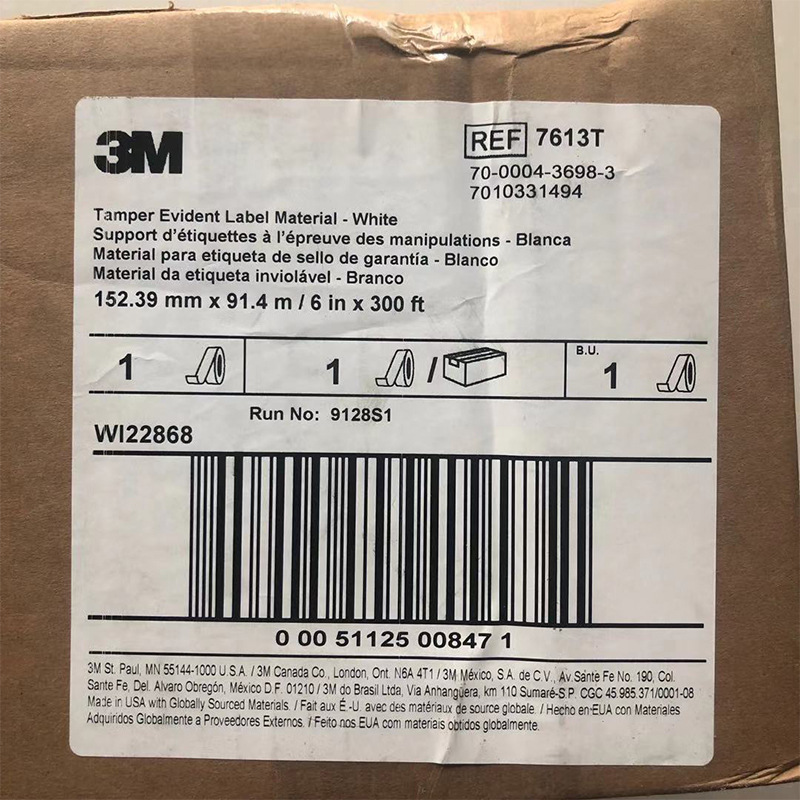 3M
REF 7613T
70-0004-3698-3
7010331494
Tamper Evident Label Material - White
Support d'étiquettes à l'épreuve des manipulations - Blanca
Material para etiqueta de sello de garantía - Blanco
Material da etiqueta inviolável - Branco
152.39 mm x 91.4 m / 6 in x 300 ft
1 1 / B.U. 1
Run No: 9128S1
WI22868
0 00 51125 00847 1
3M St. Paul, MN 55144-1000 U.S.A. / 3M Canada Co., London, Ont. N6A 4T1 / 3M México, S.A. de C.V., Av.Sante Fe No. 190, Col.
Sante Fe, Del. Alvaro Obregón, México D.F. 01210 / 3M do Brasil Ltda, Via Anhanguera, km 110 Sumaré-S.P. CGC 45.985.371/0001-08
Made in USA with Globally Sourced Materials. / Fait aux É.-U. avec des matériaux de source globale. / Hecho en EUA con Materiales
Adquiridos Globalmente a Proveedores Externos. / Feito nos EUA com materiais obtidos globalmente.